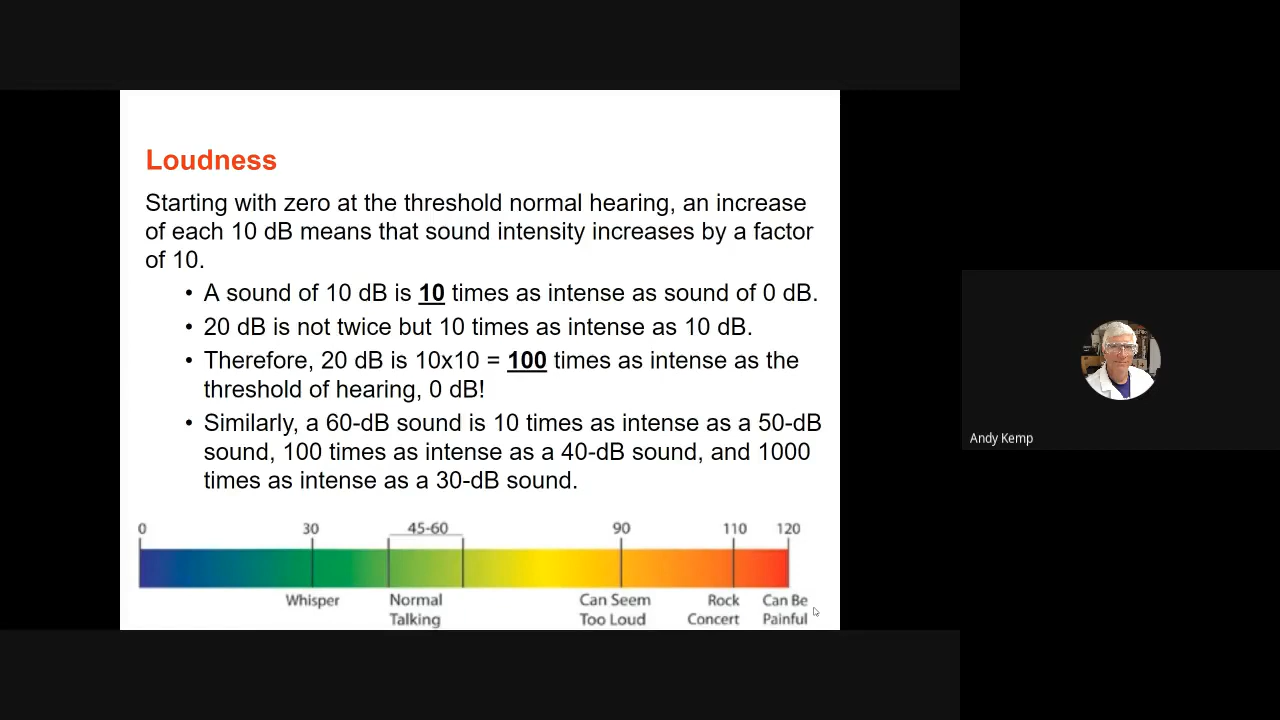 Loudness
Starting with zero at the threshold normal hearing, an increase
of each 10 dB means that sound intensity increases by a factor
of 10.
• A sound of 10 dB is 10 times as intense as sound of 0 dB.
• 20 dB is not twice but 10 times as intense as 10 dB.
• Therefore, 20 dB is 10x10 = 100 times as intense as the
threshold of hearing, 0 dB!
• Similarly, a 60-dB sound is 10 times as intense as a 50-dB
sound, 100 times as intense as a 40-dB sound, and 1000
times as intense as a 30-dB sound.
0 30 45-60 90 110 120
Whisper Normal Can Seem Rock Can Be
Talking Too Loud Concert Painful
Andy Kemp